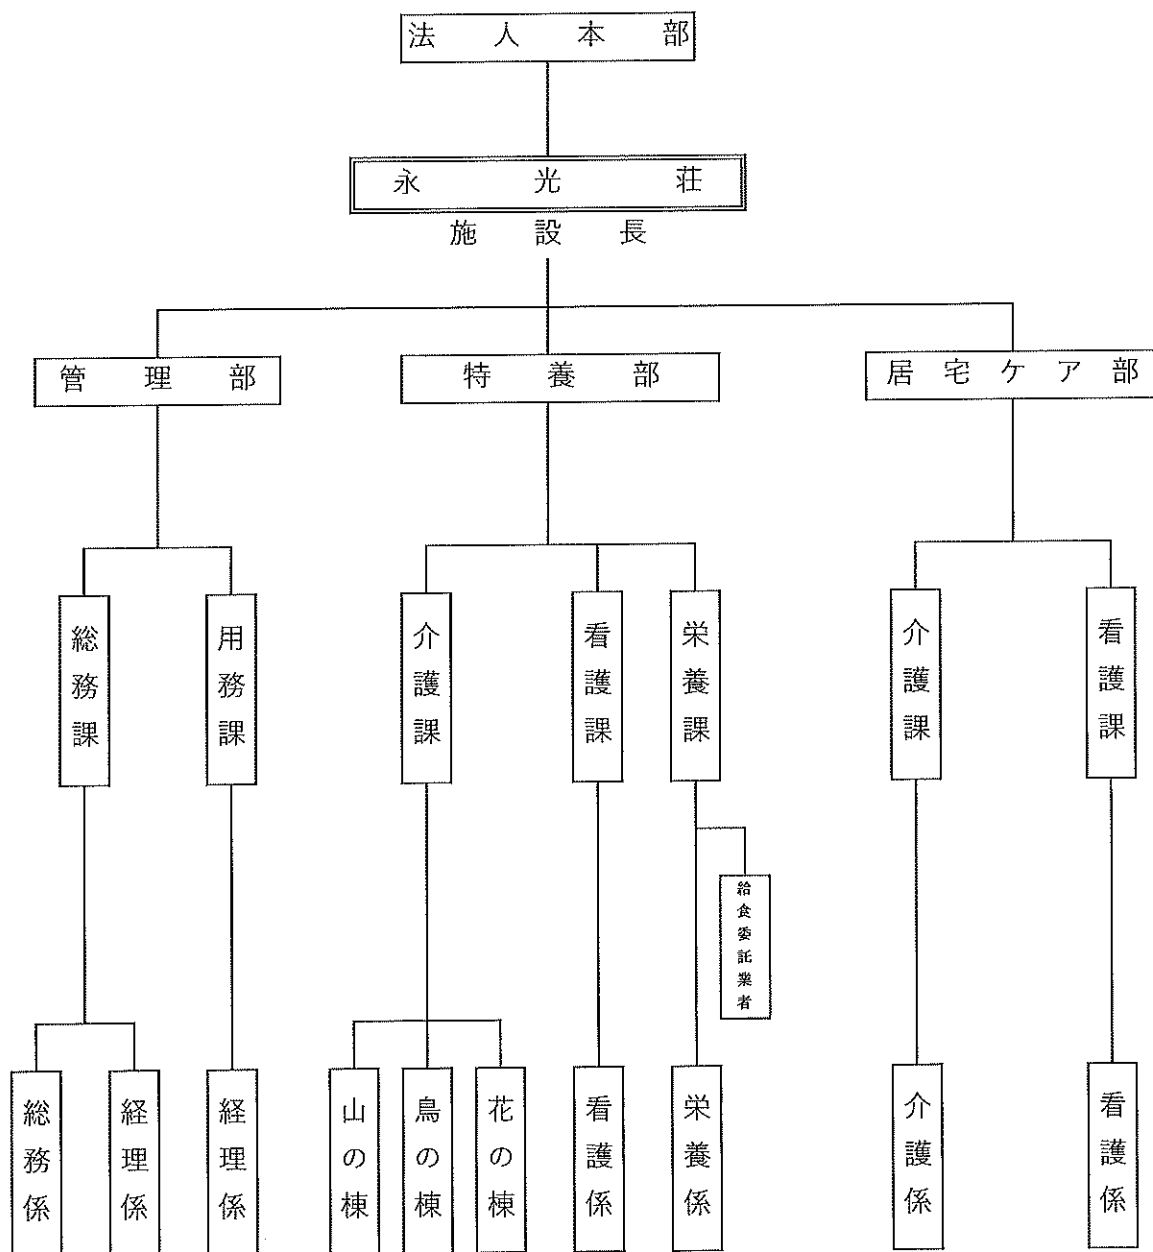 法人本部
永光荘
施設長
管理部
特養部
居宅ケア部
総務課
用務課
介護課
看護課
栄養課
介護課
看護課
給食委託業者
総務係
経理係
経理係
山の棟
鳥の棟
花の棟
看護係
栄養係
介護係
看護係